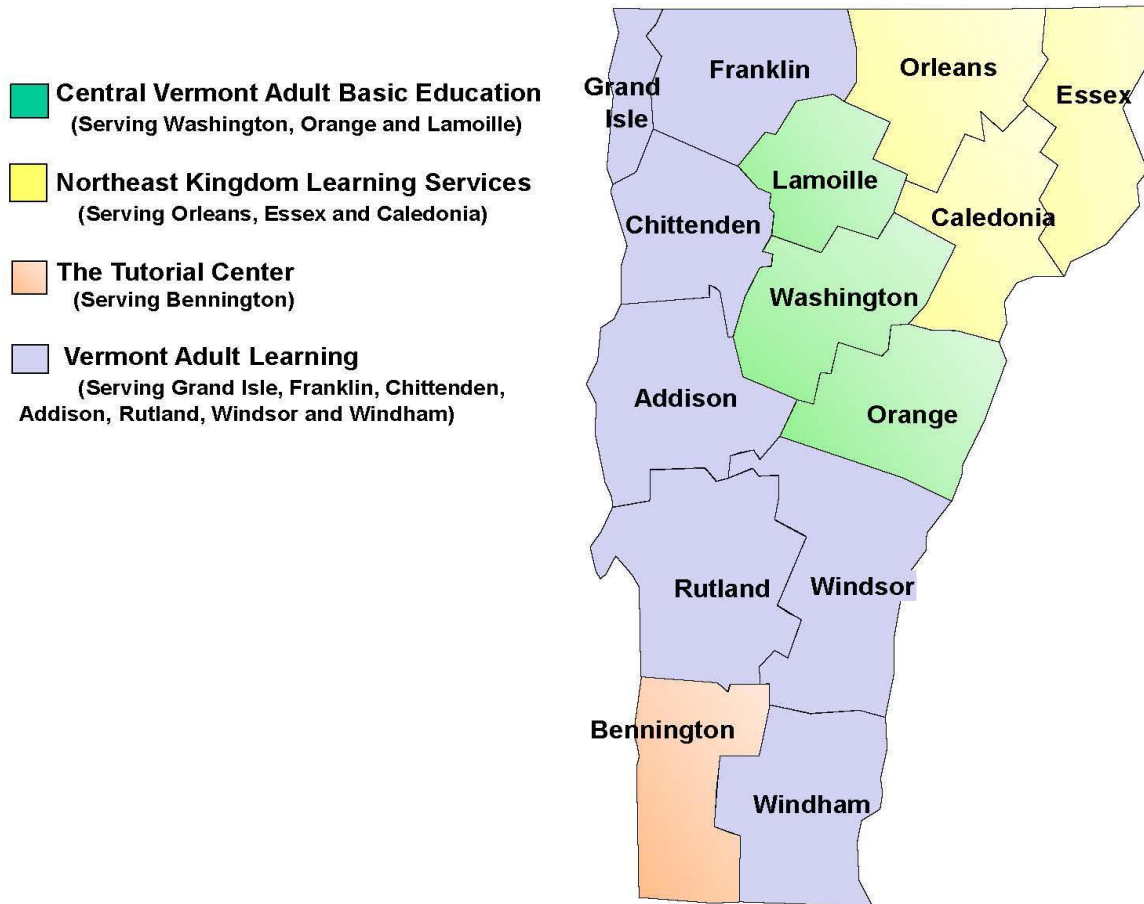 Central Vermont Adult Basic Education
(Serving Washington, Orange and Lamoille)
Northeast Kingdom Learning Services
(Serving Orleans, Essex and Caledonia)
The Tutorial Center
(Serving Bennington)
Vermont Adult Learning
(Serving Grand Isle, Franklin, Chittenden,
Addison, Rutland, Windsor and Windham)
Grand
Isle
Franklin
Orleans
Essex
Lamoille
Chittenden
Caledonia
Washington
Addison
Orange
Rutland
Windsor
Bennington
Windham